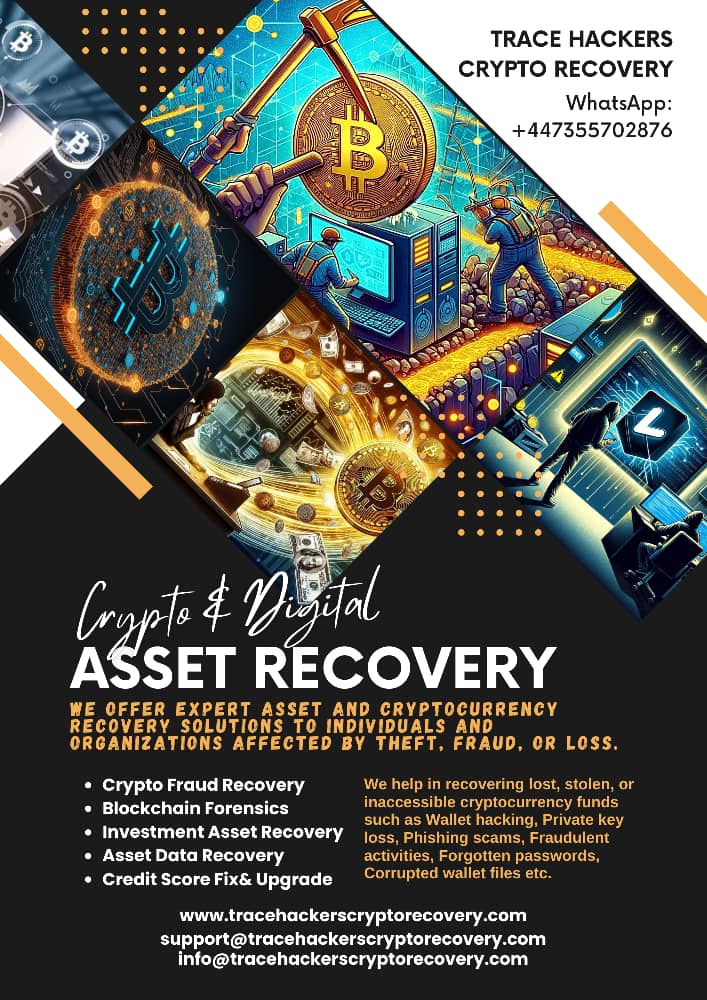 TRACE HACKERS
CRYPTO RECOVERY
WhatsApp:
+447355702876
Live
Crypto & Digital
ASSET RECOVERY
WE OFFER EXPERT ASSET AND CRYPTOCURRENCY
RECOVERY SOLUTIONS TO INDIVIDUALS AND
ORGANIZATIONS AFFECTED BY THEFT, FRAUD, OR LOSS.
• Crypto Fraud Recovery
• Blockchain Forensics
• Investment Asset Recovery
• Asset Data Recovery
• Credit Score Fix& Upgrade
We help in recovering lost, stolen, or
inaccessible cryptocurrency funds
such as Wallet hacking, Private key
loss, Phishing scams, Fraudulent
activities, Forgotten passwords,
Corrupted wallet files etc.
www.tracehackerscryptorecovery.com
support@tracehackerscryptorecovery.com
info@tracehackerscryptorecovery.com